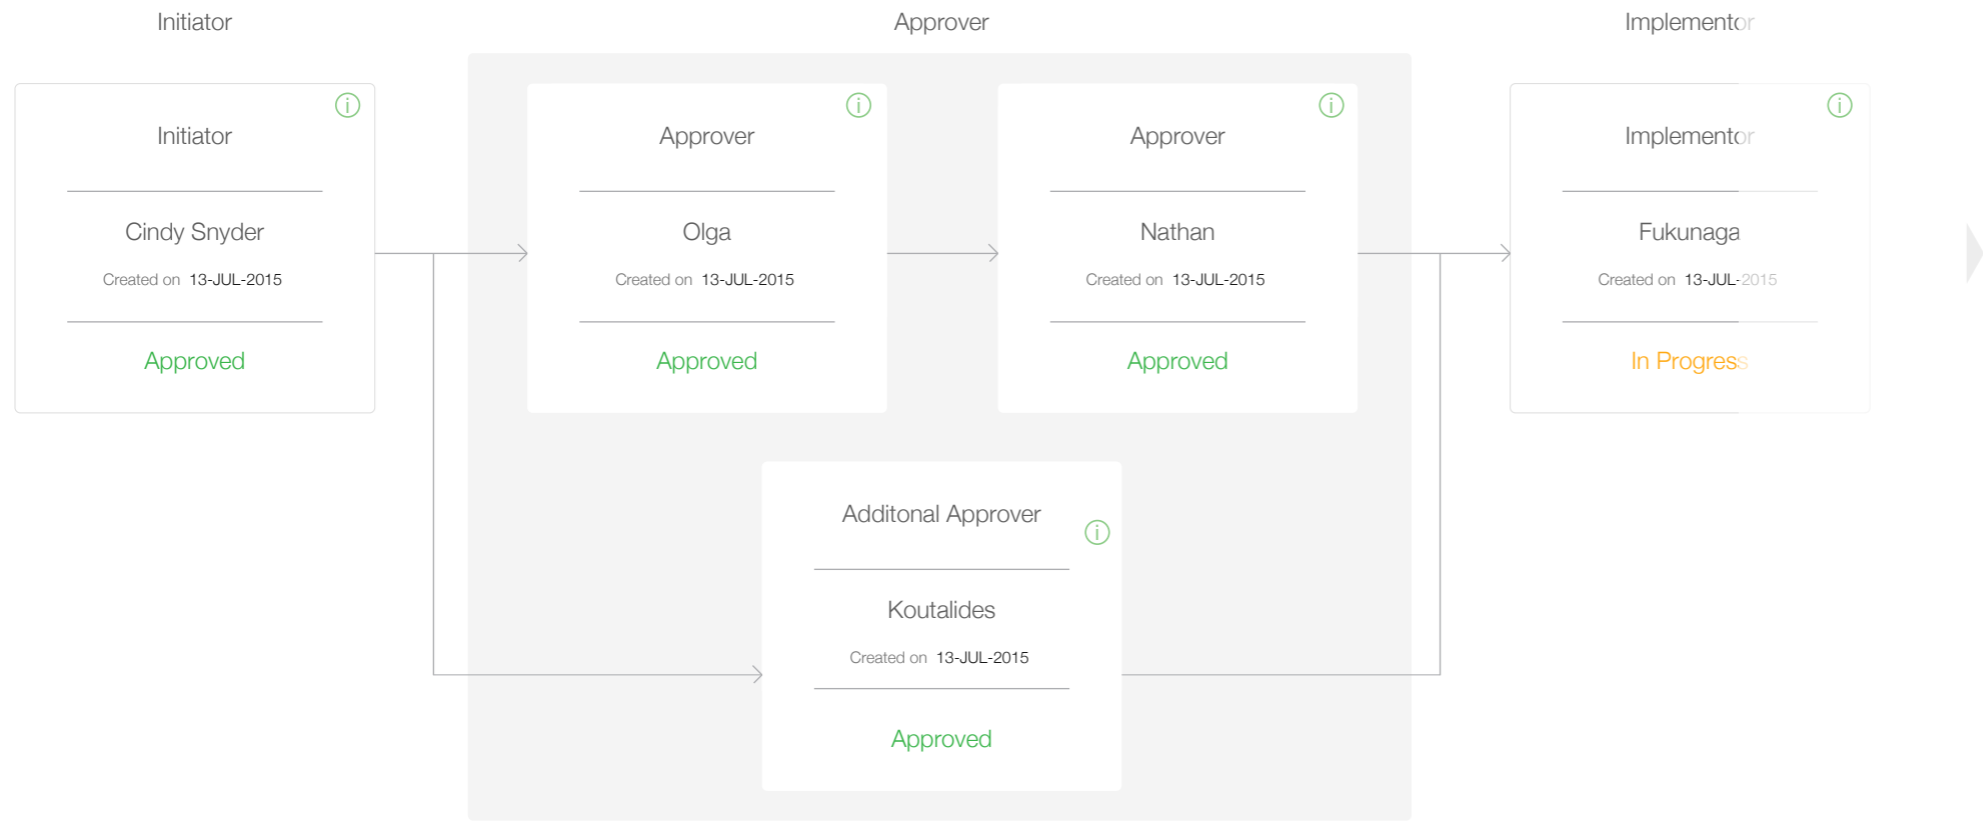 Initiator
Approver
Implementor
Initiator
Cindy Snyder
Created on 13-JUL-2015
Approved
Approver
Olga
Created on 13-JUL-2015
Approved
Approver
Nathan
Created on 13-JUL-2015
Approved
Implementor
Fukunaga
Created on 13-JUL-2015
In Progress
Additonal Approver
Koutalides
Created on 13-JUL-2015
Approved